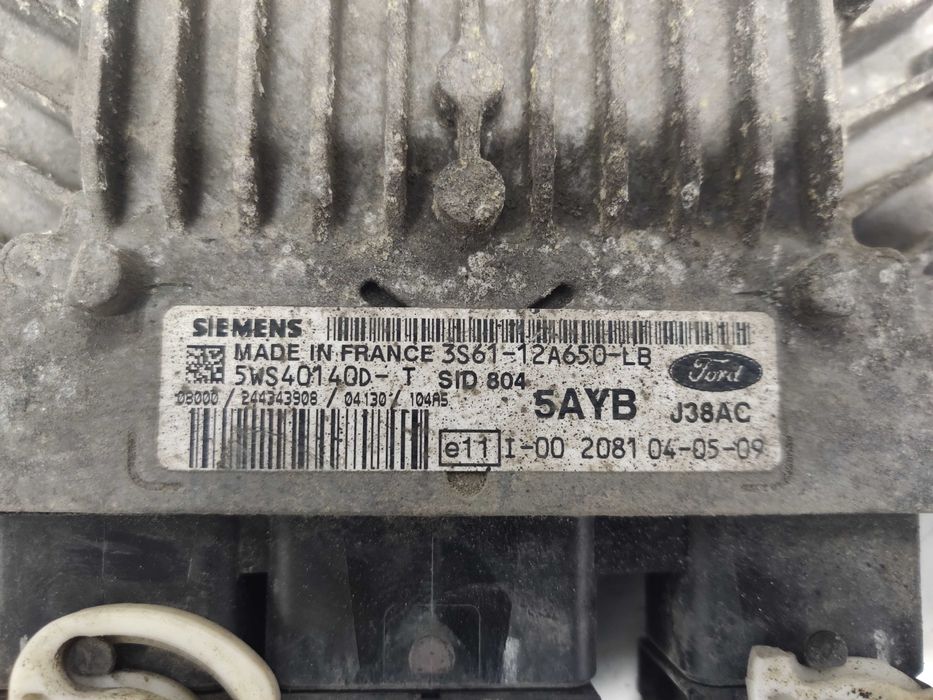 SIEMENS
MADE IN FRANCE 3S61-12A650-LB
Ford
5WS40140D-T SID 804
03000 / 244343908 / 04130 / 104A5
5AYB J38AC
e11 I-00 2081 04-05-09